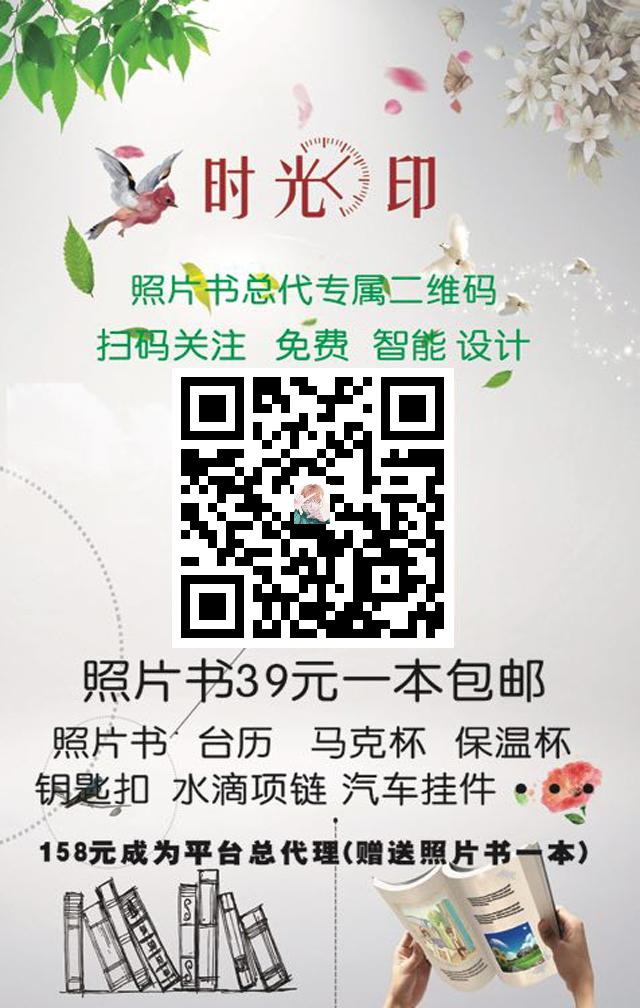 时光印
照片书总代专属二维码
扫码关注 免费 智能 设计
照片书39元一本包邮
照片书 台历 马克杯 保温杯
钥匙扣 水滴项链 汽车挂件
158元成为平台总代理(赠送照片书一本)